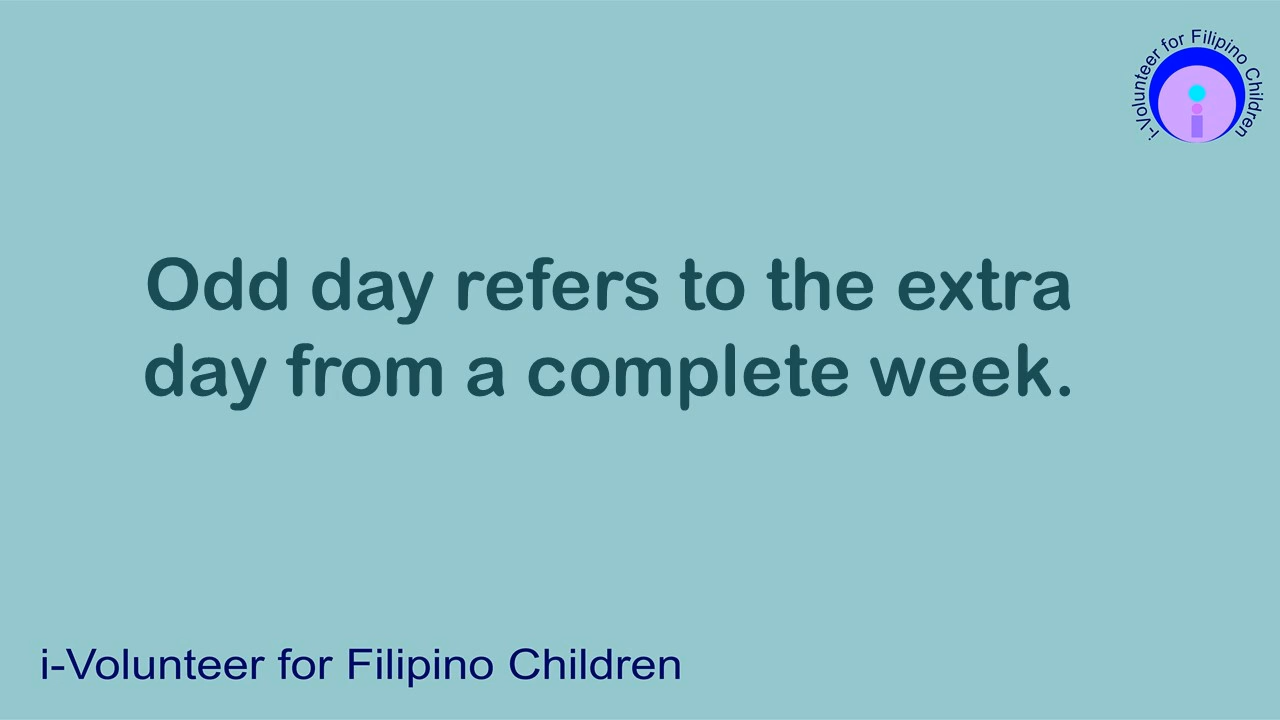 i-Volunteer for Filipino Children
i
Odd day refers to the extra
day from a complete week.
i-Volunteer for Filipino Children